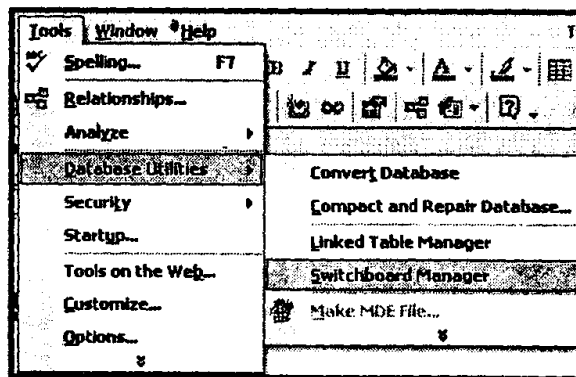 Tools Window Help
Spelling... F7
B I U A
Relationships...
Analyze
Database Utilities
Convert Database
Security
Compact and Repair Database...
Startup...
Linked Table Manager
Tools on the Web...
Switchboard Manager
Customize...
Make MDE File...
Options...